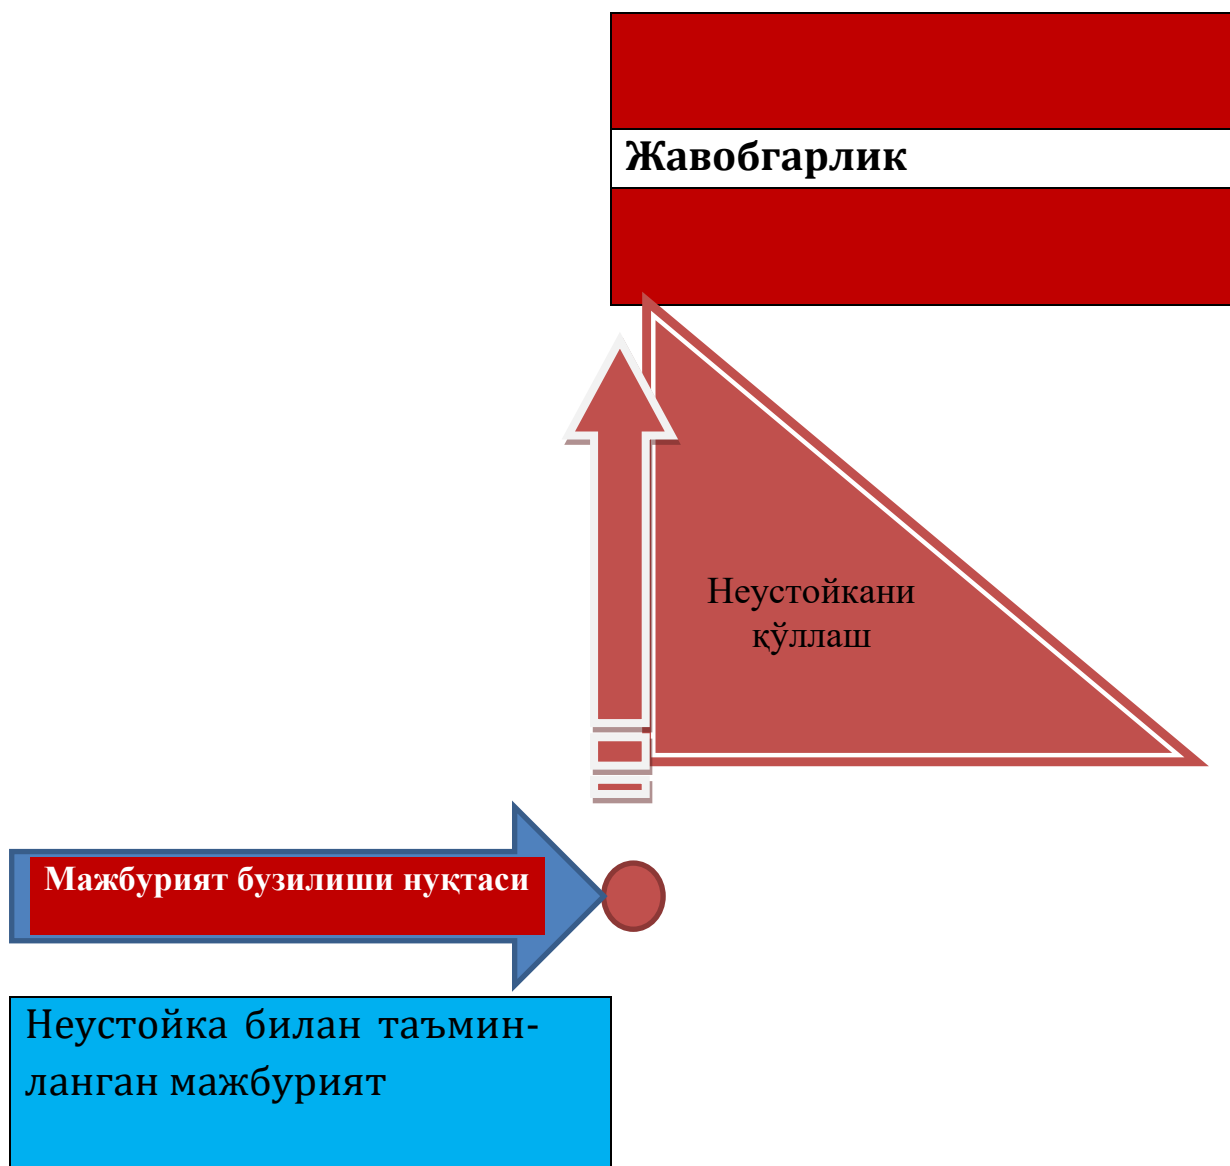 Жавобгарлик
Неустойкани
қўллаш
Мажбурият бузилиши нуқтаси
Неустойка билан таъмин-
ланган мажбурият